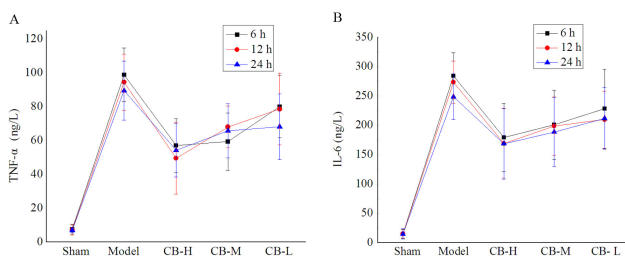 A
6 h
12 h
24 h
TNF-α (ng/L)
120
100
80
60
40
20
0
Sham Model CB-H CB-M CB-L
B
6 h
12 h
24 h
IL-6 (ng/L)
350
300
250
200
150
100
50
0
Sham Model CB-H CB-M CB- L